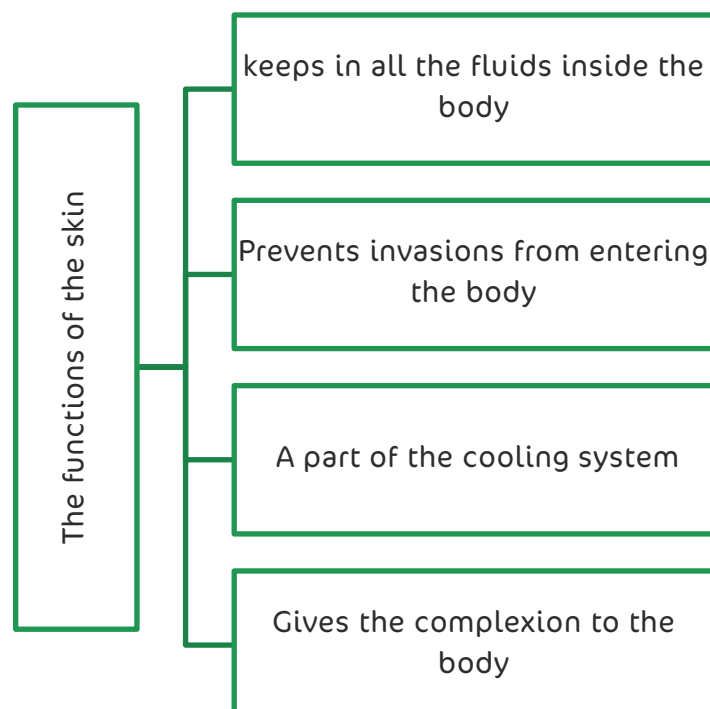 The functions of the skin
keeps in all the fluids inside the
body
Prevents invasions from entering
the body
A part of the cooling system
Gives the complexion to the
body